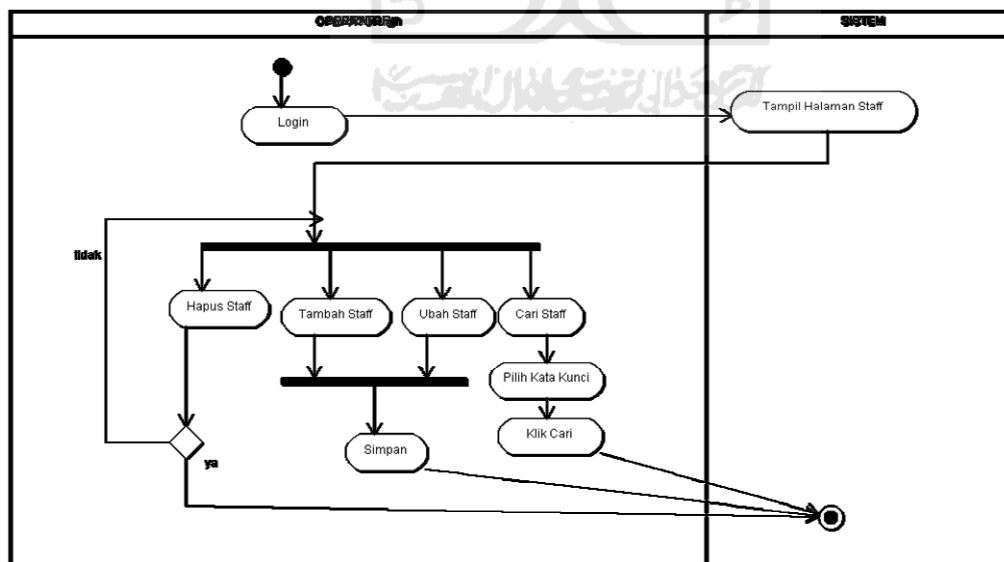 SISTEM
Login
Tampil Halaman Staff
tidak
Hapus Staff
Tambah Staff
Ubah Staff
Cari Staff
Pilih Kata Kunci
Klik Cari
Simpan
ya